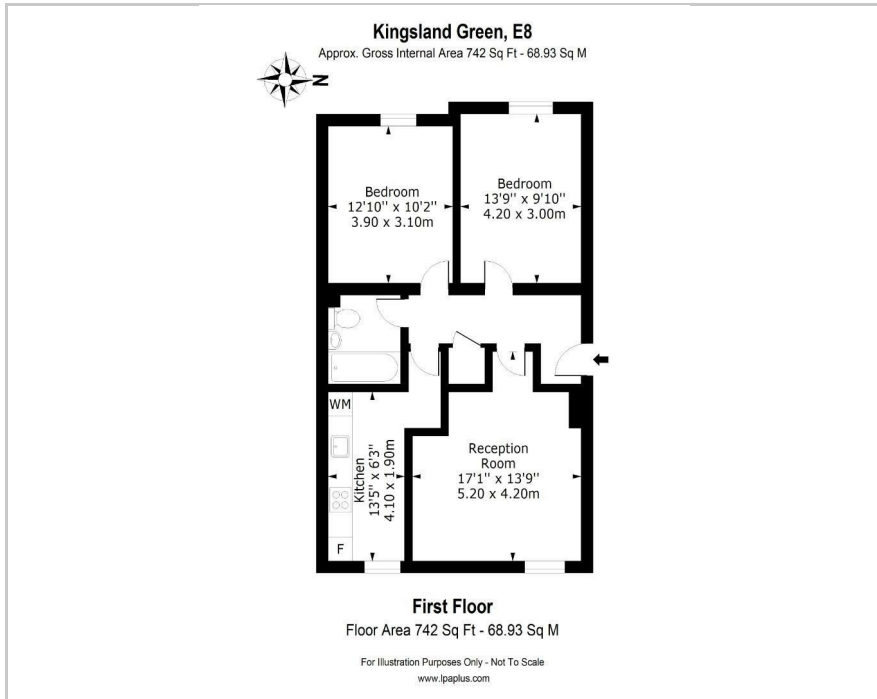 Kingsland Green, E8
Approx. Gross Internal Area 742 Sq Ft - 68.93 Sq M
N
Bedroom
12'10'' x 10'2''
3.90 x 3.10m
Bedroom
13'9'' x 9'10''
4.20 x 3.00m
WM
Kitchen
13'5'' x 6'3''
4.10 x 1.90m
F
Reception
Room
17'1'' x 13'9''
5.20 x 4.20m
First Floor
Floor Area 742 Sq Ft - 68.93 Sq M
For Illustration Purposes Only - Not To Scale
www.lpaplus.com